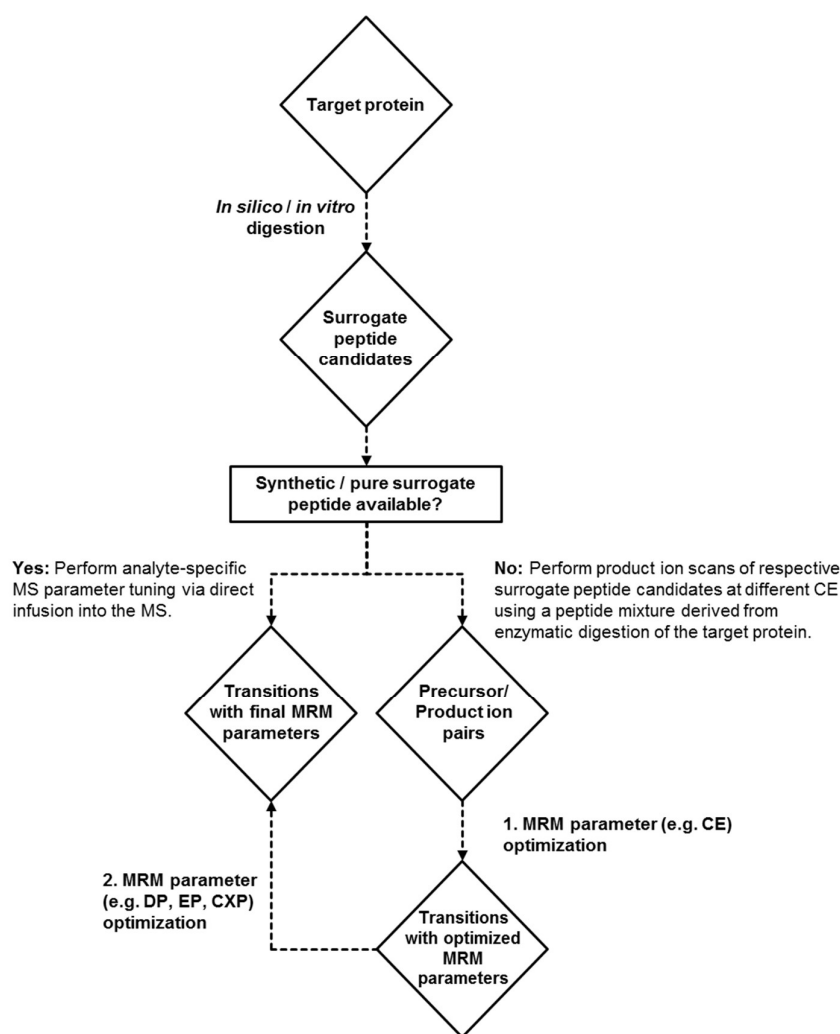 Target protein
In silico / in vitro
digestion
Surrogate
peptide
candidates
Synthetic / pure surrogate
peptide available?
Yes: Perform analyte-specific
MS parameter tuning via direct
infusion into the MS.
No: Perform product ion scans of respective
surrogate peptide candidates at different CE
using a peptide mixture derived from
enzymatic digestion of the target protein.
Transitions
with final MRM
parameters
Precursor/
Product ion
pairs
1. MRM parameter (e.g. CE)
optimization
2. MRM parameter
(e.g. DP, EP, CXP)
optimization
Transitions
with optimized
MRM
parameters